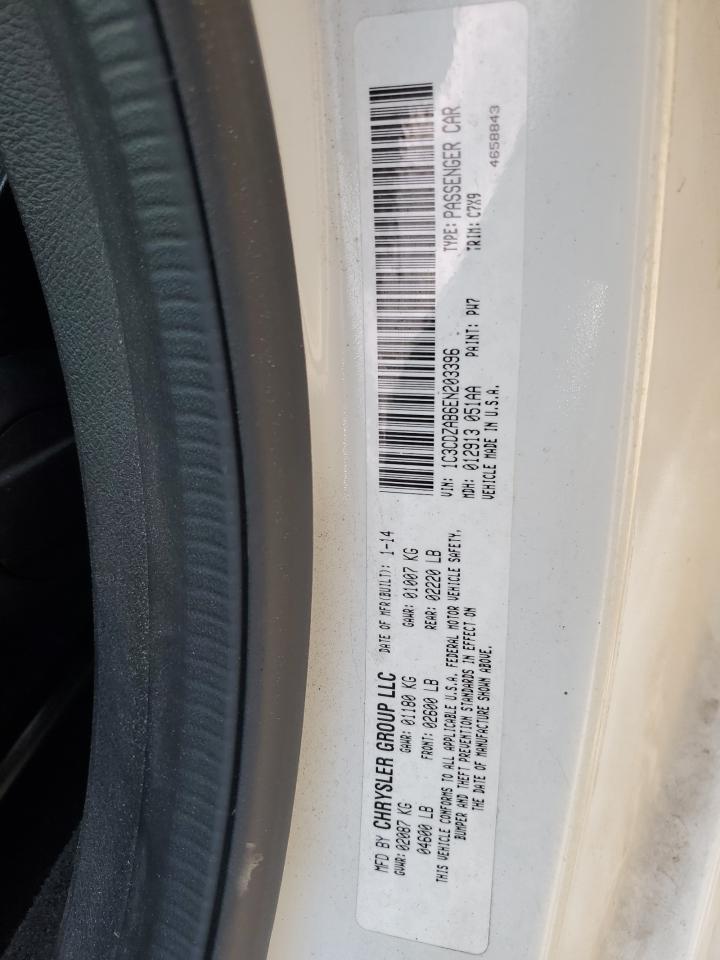 MFD BY CHRYSLER GROUP LLC DATE OF MFR(BUILT): 1-14
GVWR: 02087 KG GAWR: 01180 KG GAWR: 01007 KG
04600 LB FRONT: 02600 LB REAR: 02220 LB
THIS VEHICLE CONFORMS TO ALL APPLICABLE U.S.A. FEDERAL MOTOR VEHICLE SAFETY,
BUMPER AND THEFT PREVENTION STANDARDS IN EFFECT ON
THE DATE OF MANUFACTURE SHOWN ABOVE.
VIN: 1C3CDZAB6EN203396 TYPE: PASSENGER CAR
MDH: 012913 051AA PAINT: PW7 TRIM: C7X9
VEHICLE MADE IN U.S.A. 4658843